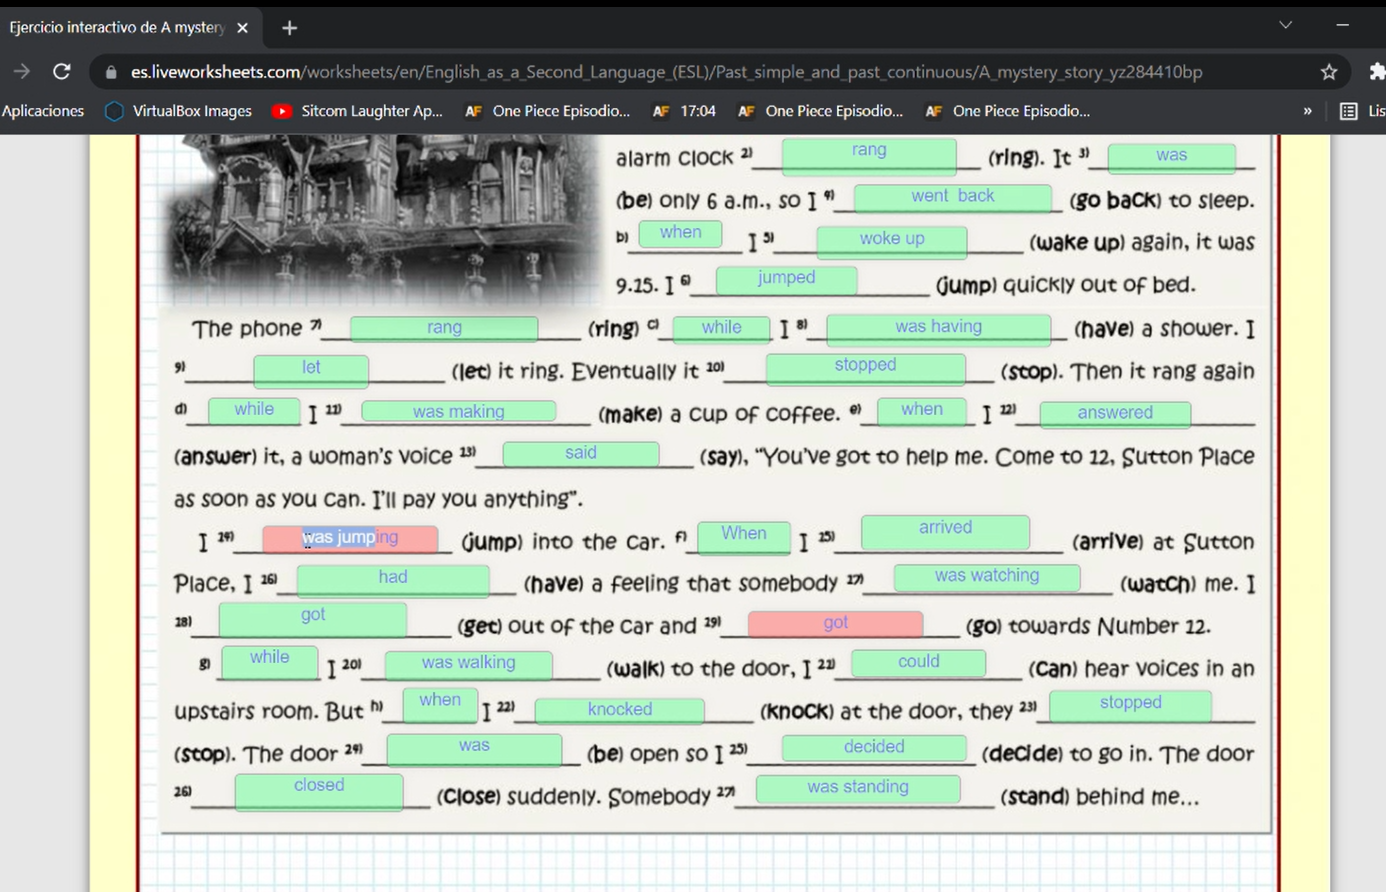 Ejercicio interactivo de A mystery
es.liveworksheets.com/worksheets/en/English_as_a_Second_Language_(ESL)/Past_simple_and_past_continuous/A_mystery_story_yz284410bp
Aplicaciones VirtualBox Images Sitcom Laughter Ap... AF One Piece Episodio... AF 17:04 AF One Piece Episodio... AF One Piece Episodio... » Lis
alarm clock 2) rang (ring). It 3) was
(be) only 6 a.m., so I 4) went back (go back) to sleep.
b) when I 5) woke up (wake up) again, it was
9.15. I 6) jumped (jump) quickly out of bed.
The phone 7) rang (ring) c) while I 8) was having (have) a shower. I
9) let (let) it ring. Eventually it 10) stopped (stop). Then it rang again
d) while I 11) was making (make) a cup of coffee. e) when I 12) answered
(answer) it, a woman's voice 13) said (say), "You've got to help me. Come to 12, Sutton Place
as soon as you can. I'll pay you anything".
I 14) was jumping (jump) into the car. f) When I 15) arrived (arrive) at Sutton
Place, I 16) had (have) a feeling that somebody 17) was watching (watch) me. I
18) got (get) out of the car and 19) got (go) towards Number 12.
g) while I 20) was walking (walk) to the door, I 21) could (can) hear voices in an
upstairs room. But h) when I 22) knocked (knock) at the door, they 23) stopped
(stop). The door 24) was (be) open so I 25) decided (decide) to go in. The door
26) closed (close) suddenly. Somebody 27) was standing (stand) behind me...